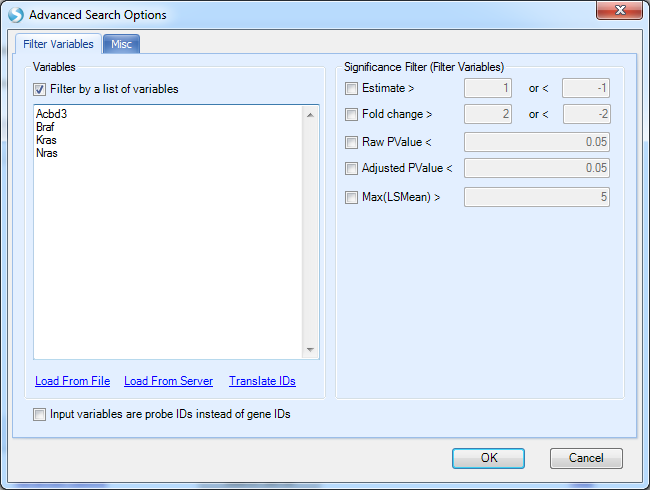 Advanced Search Options
Filter Variables Misc
Variables
Filter by a list of variables
Acbd3
Braf
Kras
Nras
Load From File Load From Server Translate IDs
Input variables are probe IDs instead of gene IDs
Significance Filter (Filter Variables)
Estimate > 1 or < -1
Fold change > 2 or < -2
Raw PValue < 0.05
Adjusted PValue < 0.05
Max(LSMean) > 5
OK Cancel